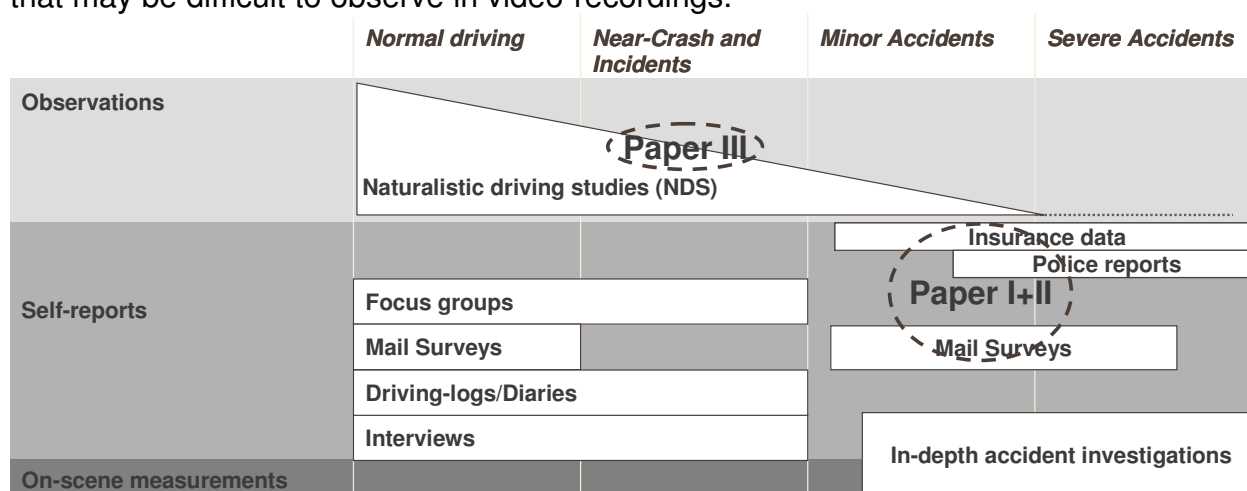 that may be difficult to observe in video recordings.
Normal driving
Near-Crash and
Incidents
Minor Accidents
Severe Accidents
Observations
Paper III
Naturalistic driving studies (NDS)
Insurance data
Police reports
Self-reports
Focus groups
Paper I+II
Mail Surveys
Mail Surveys
Driving-logs/Diaries
Interviews
In-depth accident investigations
On-scene measurements